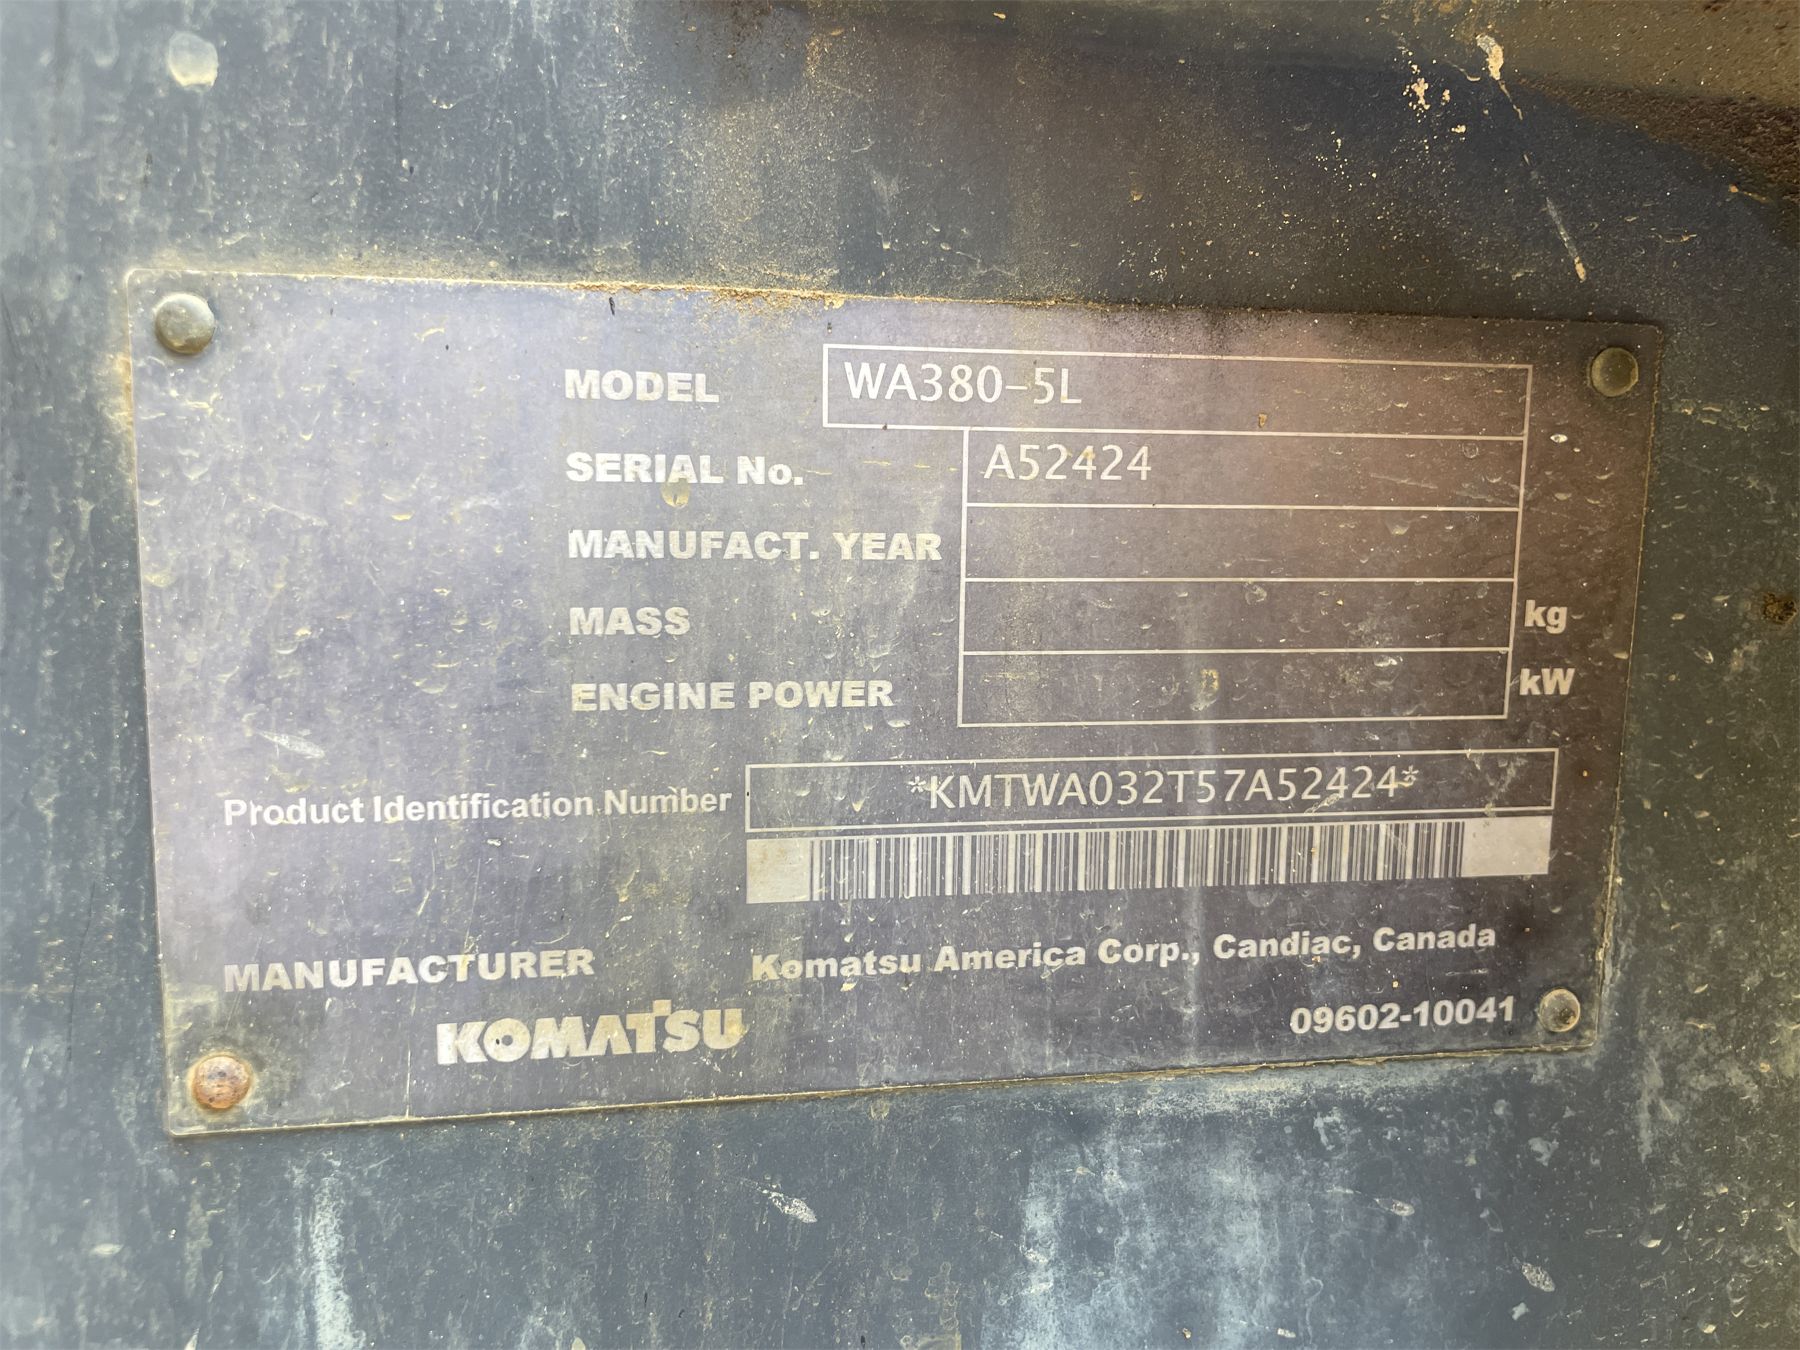 MODEL WA380-5L
SERIAL No. A52424
MANUFACT. YEAR
MASS kg
ENGINE POWER kW
Product Identification Number *KMTWA032T57A52424*
MANUFACTURER Komatsu America Corp., Candiac, Canada
KOMATSU 09602-10041